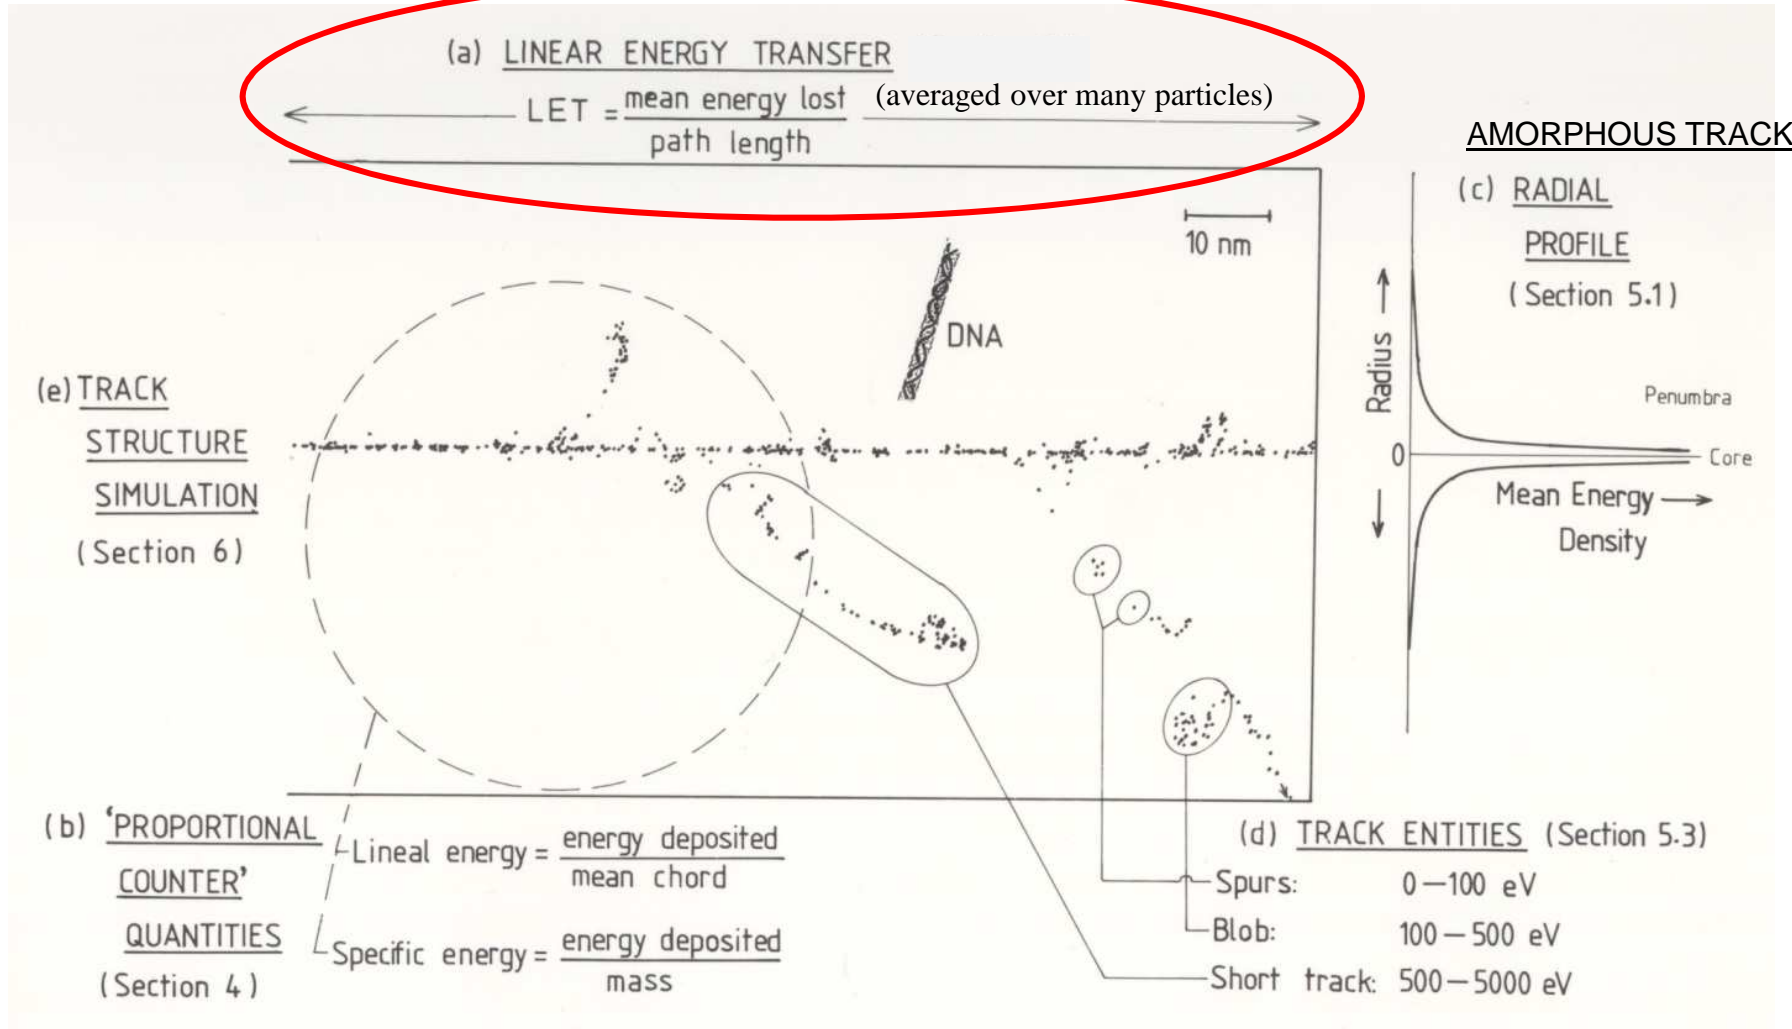 (a) LINEAR ENERGY TRANSFER
LET = mean energy lost / path length (averaged over many particles)
AMORPHOUS TRACK
(c) RADIAL
PROFILE
(Section 5.1)
10 nm
DNA
Radius
0
Penumbra
Core
Mean Energy
Density
(e) TRACK
STRUCTURE
SIMULATION
(Section 6)
(b) 'PROPORTIONAL
COUNTER'
QUANTITIES
(Section 4)
Lineal energy = energy deposited / mean chord
Specific energy = energy deposited / mass
(d) TRACK ENTITIES (Section 5.3)
Spurs: 0—100 eV
Blob: 100—500 eV
Short track: 500—5000 eV